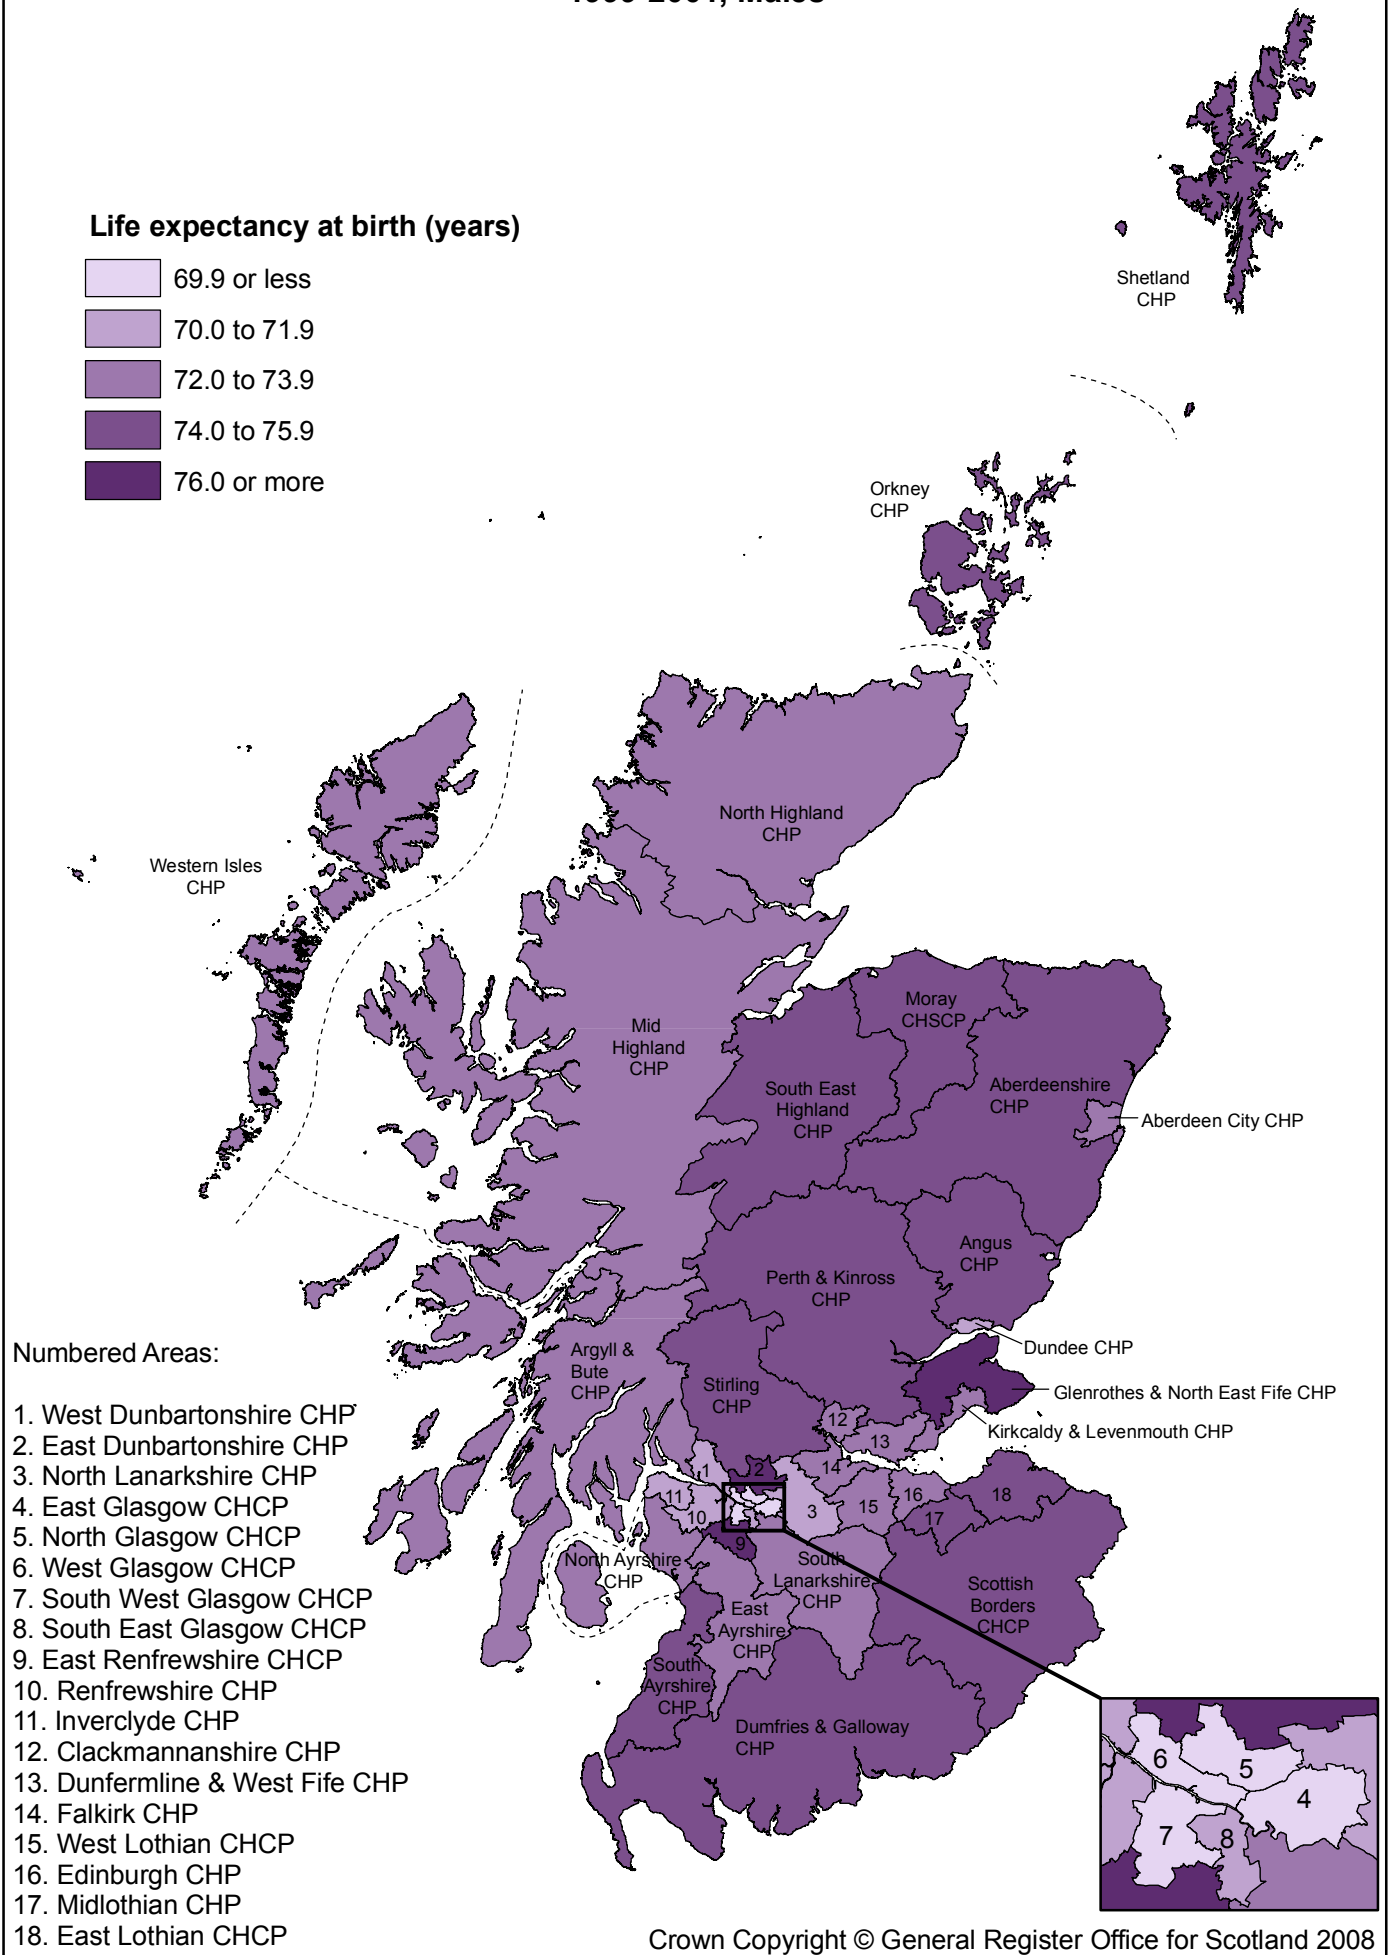 1999-2001, Males
Life expectancy at birth (years)
69.9 or less
70.0 to 71.9
72.0 to 73.9
74.0 to 75.9
76.0 or more
Shetland
CHP
Orkney
CHP
North Highland
CHP
Western Isles
CHP
Moray
CHSCP
Mid
Highland
CHP
South East
Highland
CHP
Aberdeenshire
CHP
Aberdeen City CHP
Angus
CHP
Perth & Kinross
CHP
Dundee CHP
Argyll &
Bute
CHP
Stirling
CHP
Glenrothes & North East Fife CHP
Kirkcaldy & Levenmouth CHP
12
13
1
2
14
11
10
3
15
16
17
18
9
North Ayrshire
CHP
South
Lanarkshire
CHP
Scottish
Borders
CHCP
East
Ayrshire
CHP
South
Ayrshire
CHP
Dumfries & Galloway
CHP
6
5
4
7
8
Numbered Areas:
1. West Dunbartonshire CHP
2. East Dunbartonshire CHP
3. North Lanarkshire CHP
4. East Glasgow CHCP
5. North Glasgow CHCP
6. West Glasgow CHCP
7. South West Glasgow CHCP
8. South East Glasgow CHCP
9. East Renfrewshire CHCP
10. Renfrewshire CHP
11. Inverclyde CHP
12. Clackmannanshire CHP
13. Dunfermline & West Fife CHP
14. Falkirk CHP
15. West Lothian CHCP
16. Edinburgh CHP
17. Midlothian CHP
18. East Lothian CHCP
Crown Copyright © General Register Office for Scotland 2008